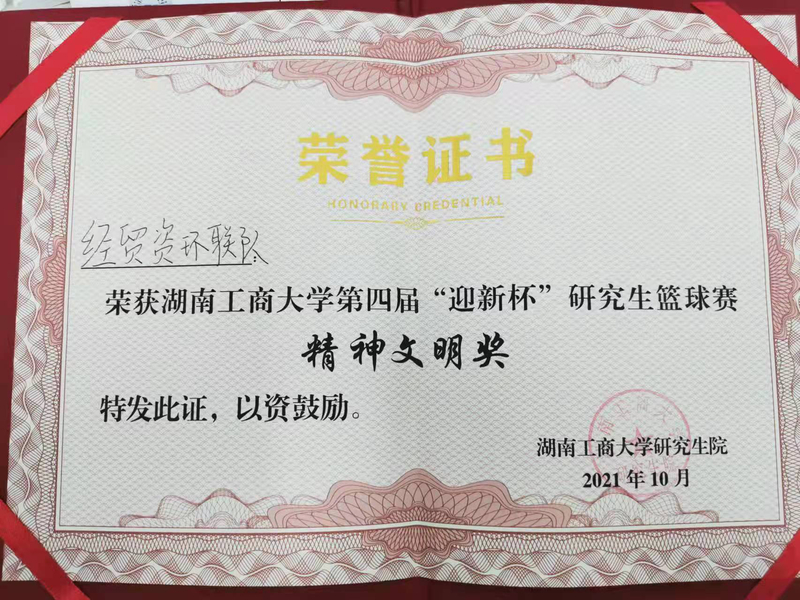 荣誉证书
HONORARY CREDENTIAL
经贸资环联队:
荣获湖南工商大学第四届“迎新杯”研究生篮球赛
精神文明奖
特发此证，以资鼓励。
湖南工商大学研究生院
2021年10月